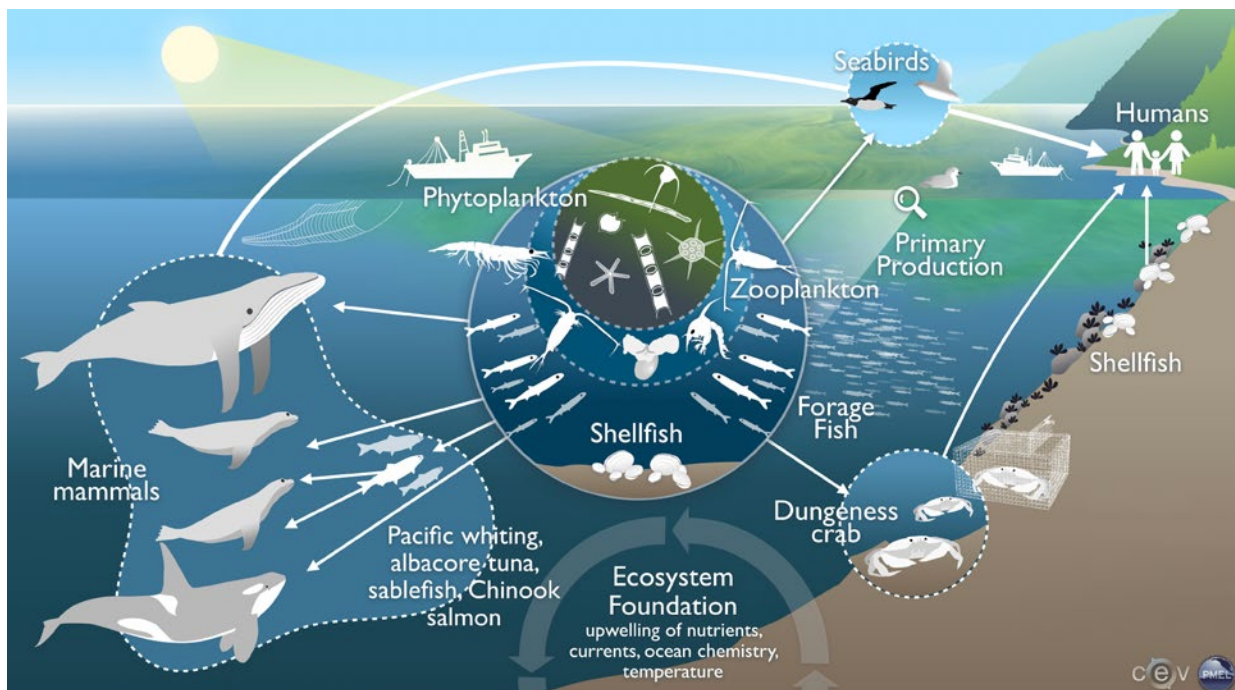 Seabirds
Humans
Phytoplankton
Primary
Production
Zooplankton
Shellfish
Forage
Fish
Shellfish
Marine
mammals
Dungeness
crab
Pacific whiting,
albacore tuna,
sablefish, Chinook
salmon
Ecosystem
Foundation
upwelling of nutrients,
currents, ocean chemistry,
temperature
cev PMEL